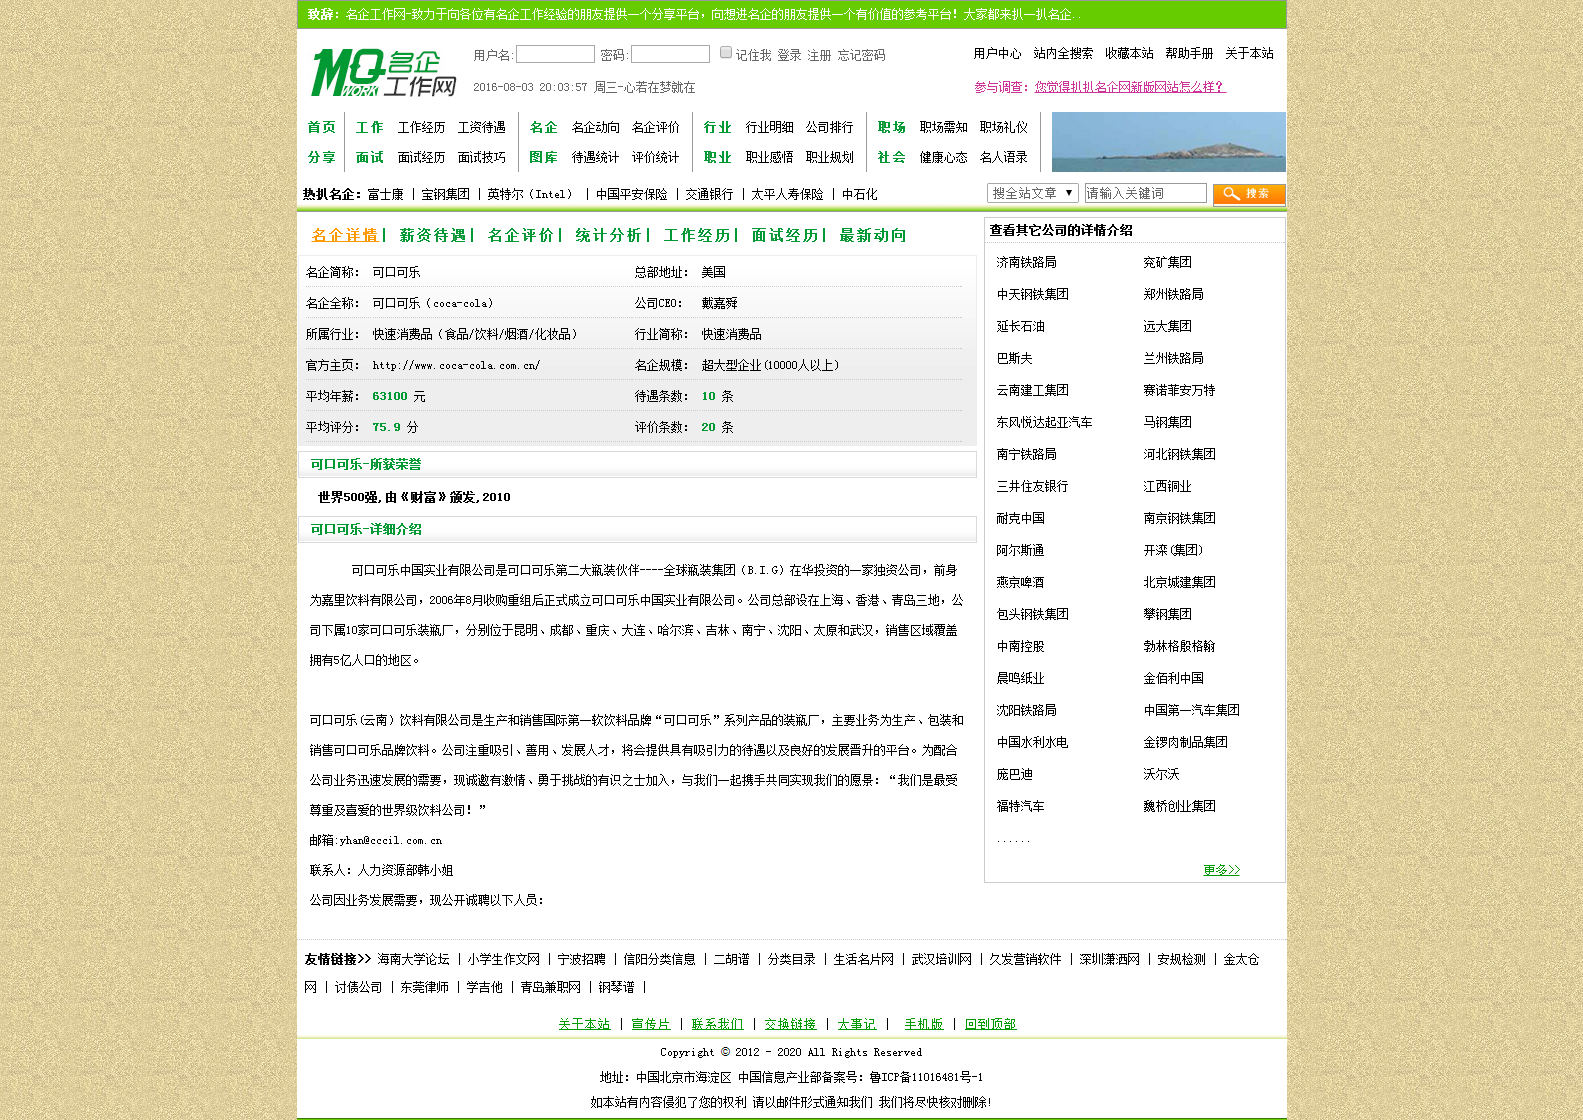 致辞：名企工作网-致力于向各位有名企工作经验的朋友提供一个分享平台，向想进名企的朋友提供一个有价值的参考平台！大家都来扒一扒名企..
MQ WORK 名企工作网
用户名: 密码: 记住我 登录 注册 忘记密码
用户中心 站内全搜索 收藏本站 帮助手册 关于本站
2016-08-03 20:03:57 周三-心若在梦就在
参与调查：您觉得扒扒名企网新版网站怎么样？
首页 工作 工作经历 工资待遇 名企 名企动向 名企评价 行业 行业明细 公司排行 职场 职场需知 职场礼仪
分享 面试 面试经历 面试技巧 图库 待遇统计 评价统计 职业 职业感悟 职业规划 社会 健康心态 名人语录
热扒名企：富士康 | 宝钢集团 | 英特尔（Intel） | 中国平安保险 | 交通银行 | 太平人寿保险 | 中石化
搜全站文章 ▼ 请输入关键词 搜索
名企详情| 薪资待遇| 名企评价| 统计分析| 工作经历| 面试经历| 最新动向
名企简称： 可口可乐 总部地址： 美国
名企全称： 可口可乐（coca-cola） 公司CEO： 戴嘉舜
所属行业： 快速消费品（食品/饮料/烟酒/化妆品） 行业简称： 快速消费品
官方主页： http://www.coca-cola.com.cn/ 名企规模： 超大型企业(10000人以上)
平均年薪： 63100 元 待遇条数： 10 条
平均评分： 75.9 分 评价条数： 20 条
可口可乐-所获荣誉
世界500强,由《财富》颁发,2010
可口可乐-详细介绍
可口可乐中国实业有限公司是可口可乐第二大瓶装伙伴----全球瓶装集团（B.I.G）在华投资的一家独资公司，前身
为嘉里饮料有限公司，2006年8月收购重组后正式成立可口可乐中国实业有限公司。公司总部设在上海、香港、青岛三地，公
司下属10家可口可乐装瓶厂，分别位于昆明、成都、重庆、大连、哈尔滨、吉林、南宁、沈阳、太原和武汉，销售区域覆盖
拥有5亿人口的地区。
可口可乐(云南）饮料有限公司是生产和销售国际第一软饮料品牌“可口可乐”系列产品的装瓶厂，主要业务为生产、包装和
销售可口可乐品牌饮料。公司注重吸引、善用、发展人才，将会提供具有吸引力的待遇以及良好的发展晋升的平台。为配合
公司业务迅速发展的需要，现诚邀有激情、勇于挑战的有识之士加入，与我们一起携手共同实现我们的愿景：“我们是最受
尊重及喜爱的世界级饮料公司！”
邮箱:yhan@cccil.com.cn
联系人：人力资源部韩小姐
公司因业务发展需要，现公开诚聘以下人员：
查看其它公司的详情介绍
济南铁路局 兖矿集团
中天钢铁集团 郑州铁路局
延长石油 远大集团
巴斯夫 兰州铁路局
云南建工集团 赛诺菲安万特
东风悦达起亚汽车 马钢集团
南宁铁路局 河北钢铁集团
三井住友银行 江西铜业
耐克中国 南京钢铁集团
阿尔斯通 开滦(集团)
燕京啤酒 北京城建集团
包头钢铁集团 攀钢集团
中南控股 勃林格殷格翰
晨鸣纸业 金佰利中国
沈阳铁路局 中国第一汽车集团
中国水利水电 金锣肉制品集团
庞巴迪 沃尔沃
福特汽车 魏桥创业集团
......
更多>>
友情链接>> 海南大学论坛 | 小学生作文网 | 宁波招聘 | 信阳分类信息 | 二胡谱 | 分类目录 | 生活名片网 | 武汉培训网 | 久发营销软件 | 深圳潇洒网 | 安规检测 | 金太仓
网 | 讨债公司 | 东莞律师 | 学吉他 | 青岛兼职网 | 钢琴谱 |
关于本站 | 宣传片 | 联系我们 | 交换链接 | 大事记 | 手机版 | 回到顶部
Copyright © 2012 - 2020 All Rights Reserved
地址：中国北京市海淀区 中国信息产业部备案号：鲁ICP备11016481号-1
如本站有内容侵犯了您的权利 请以邮件形式通知我们 我们将尽快核对删除!